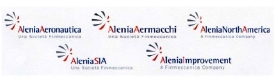 AleniaAeronautica
Una Società Finmeccanica
AleniaAermacchi
Una Società Finmeccanica
AleniaNorthAmerica
A Finmeccanica Company
AleniaSIA
Una Società Finmeccanica
AleniaImprovement
A Finmeccanica Company